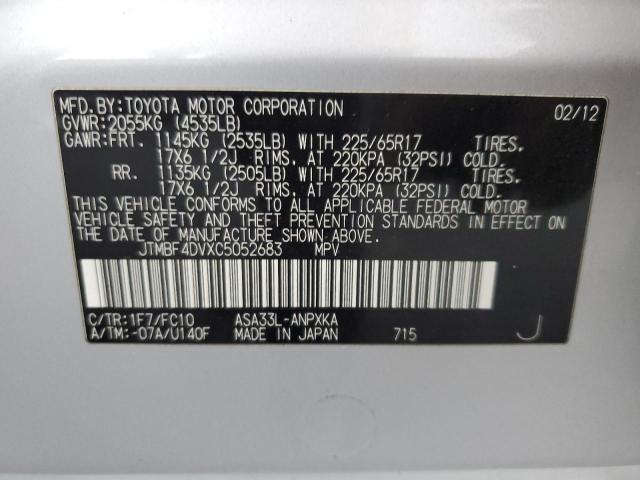 MFD.BY:TOYOTA MOTOR CORPORATION 02/12
GVWR:2055KG (4535LB)
GAWR:FRT. 1145KG (2535LB) WITH 225/65R17 TIRES,
17X6 1/2J RIMS, AT 220KPA (32PSI) COLD.
RR. 1135KG (2505LB) WITH 225/65R17 TIRES,
17X6 1/2J RIMS, AT 220KPA (32PSI) COLD.
THIS VEHICLE CONFORMS TO ALL APPLICABLE FEDERAL MOTOR
VEHICLE SAFETY AND THEFT PREVENTION STANDARDS IN EFFECT ON
THE DATE OF MANUFACTURE SHOWN ABOVE.
JTMBF4DVXC5052683 MPV
C/TR:1F7/FC10 ASA33L-ANPXKA
A/TM:-07A/U140F MADE IN JAPAN 715 J